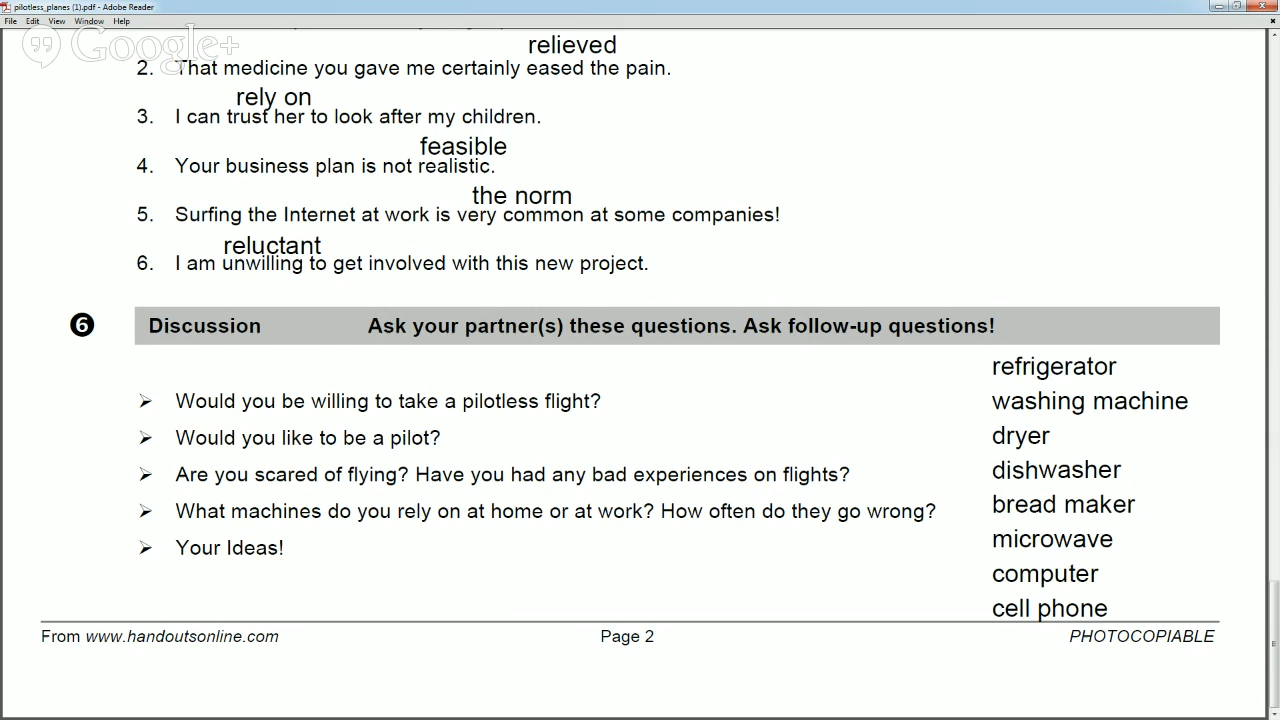 pilotless_planes (1).pdf - Adobe Reader
File Edit View Window Help
Google+
relieved
2. That medicine you gave me certainly eased the pain.
rely on
3. I can trust her to look after my children.
feasible
4. Your business plan is not realistic.
the norm
5. Surfing the Internet at work is very common at some companies!
reluctant
6. I am unwilling to get involved with this new project.
6 Discussion Ask your partner(s) these questions. Ask follow-up questions!
refrigerator
➢ Would you be willing to take a pilotless flight? washing machine
➢ Would you like to be a pilot? dryer
➢ Are you scared of flying? Have you had any bad experiences on flights? dishwasher
➢ What machines do you rely on at home or at work? How often do they go wrong? bread maker
➢ Your Ideas! microwave
computer
cell phone
From www.handoutsonline.com Page 2 PHOTOCOPIABLE